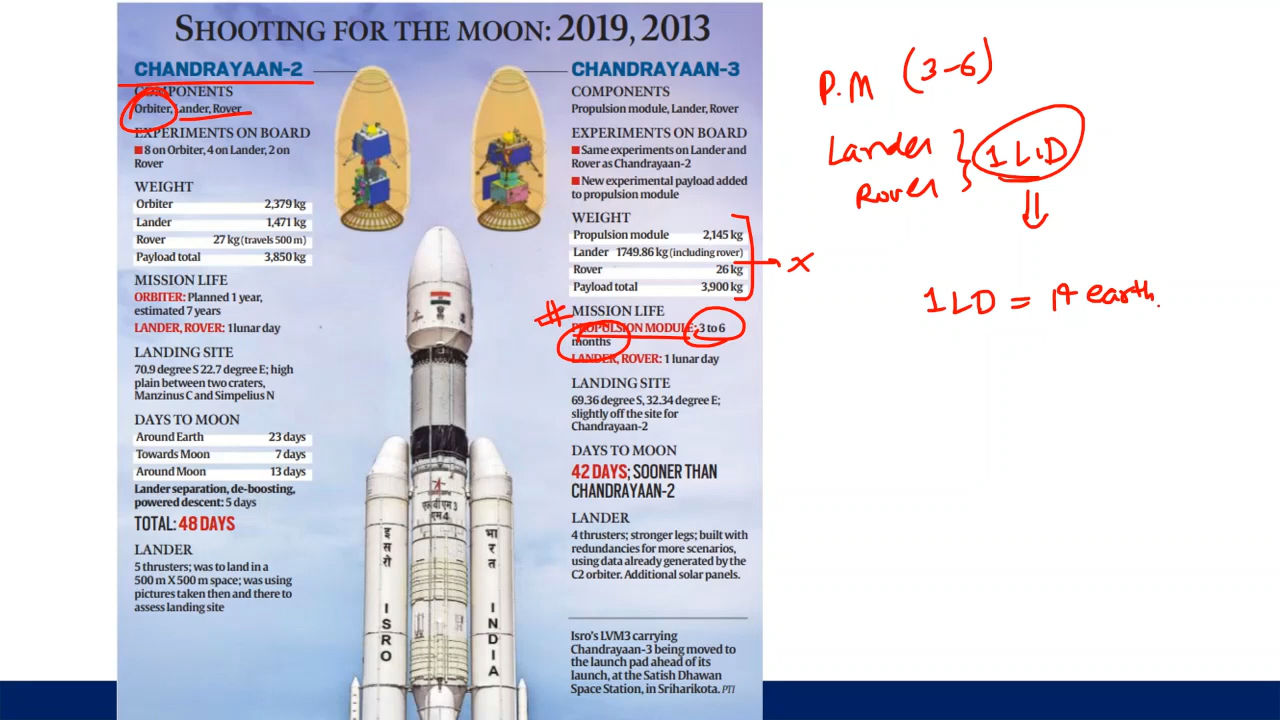 SHOOTING FOR THE MOON: 2019, 2013
CHANDRAYAAN-2
COMPONENTS
Orbiter, Lander, Rover
EXPERIMENTS ON BOARD
■ 8 on Orbiter, 4 on Lander, 2 on
Rover
WEIGHT
Orbiter 2,379 kg
Lander 1,471 kg
Rover 27 kg (travels 500 m)
Payload total 3,850 kg
MISSION LIFE
ORBITER: Planned 1 year,
estimated 7 years
LANDER, ROVER: 1 lunar day
LANDING SITE
70.9 degree S 22.7 degree E; high
plain between two craters,
Manzinus C and Simpelius N
DAYS TO MOON
Around Earth 23 days
Towards Moon 7 days
Around Moon 13 days
Lander separation, de-boosting,
powered descent: 5 days
TOTAL: 48 DAYS
LANDER
5 thrusters; was to land in a
500 m X 500 m space; was using
pictures taken then and there to
assess landing site
CHANDRAYAAN-3
COMPONENTS
Propulsion module, Lander, Rover
EXPERIMENTS ON BOARD
■ Same experiments on Lander and
Rover as Chandrayaan-2
■ New experimental payload added
to propulsion module
WEIGHT
Propulsion module 2,145 kg
Lander 1749.86 kg (including rover)
Rover 26 kg
Payload total 3,900 kg
MISSION LIFE
PROPULSION MODULE: 3 to 6
months
LANDER, ROVER: 1 lunar day
LANDING SITE
69.36 degree S, 32.34 degree E;
slightly off the site for
Chandrayaan-2
DAYS TO MOON
42 DAYS; SOONER THAN
CHANDRAYAAN-2
LANDER
4 thrusters; stronger legs; built with
redundancies for more scenarios,
using data already generated by the
C2 orbiter. Additional solar panels.
Isro's LVM3 carrying
Chandrayaan-3 being moved to
the launch pad ahead of its
launch, at the Satish Dhawan
Space Station, in Sriharikota. PTI
एलवीएम 3
एम 4
इसरो
ISRO
भारत
INDIA
P.M (3-6)
Lander
Rover } 1 L.D
#
x
1 LD = 14 earth.